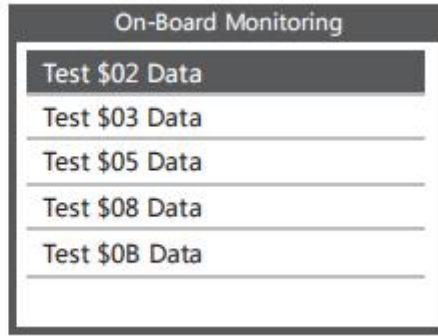 On-Board Monitoring
Test $02 Data
Test $03 Data
Test $05 Data
Test $08 Data
Test $0B Data